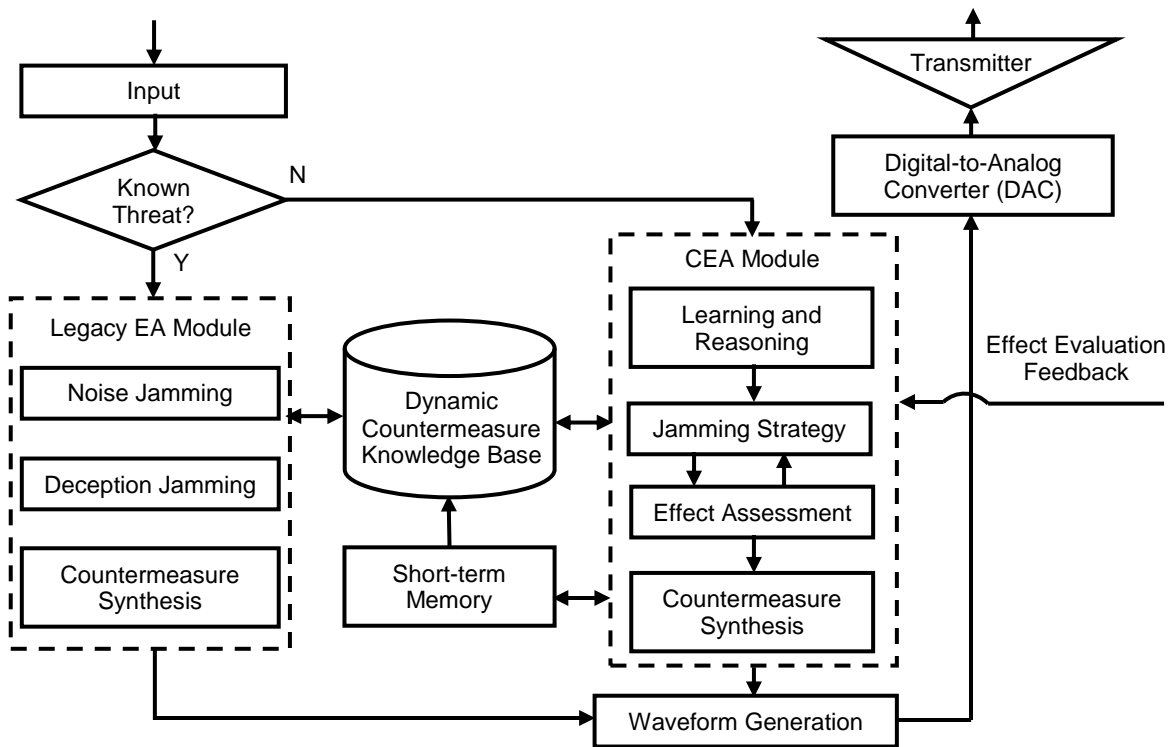 Input
Known
Threat?
N
Y
Transmitter
Digital-to-Analog
Converter (DAC)
Legacy EA Module
Noise Jamming
Deception Jamming
Countermeasure
Synthesis
Dynamic
Countermeasure
Knowledge Base
Short-term
Memory
CEA Module
Learning and
Reasoning
Jamming Strategy
Effect Assessment
Countermeasure
Synthesis
Effect Evaluation
Feedback
Waveform Generation